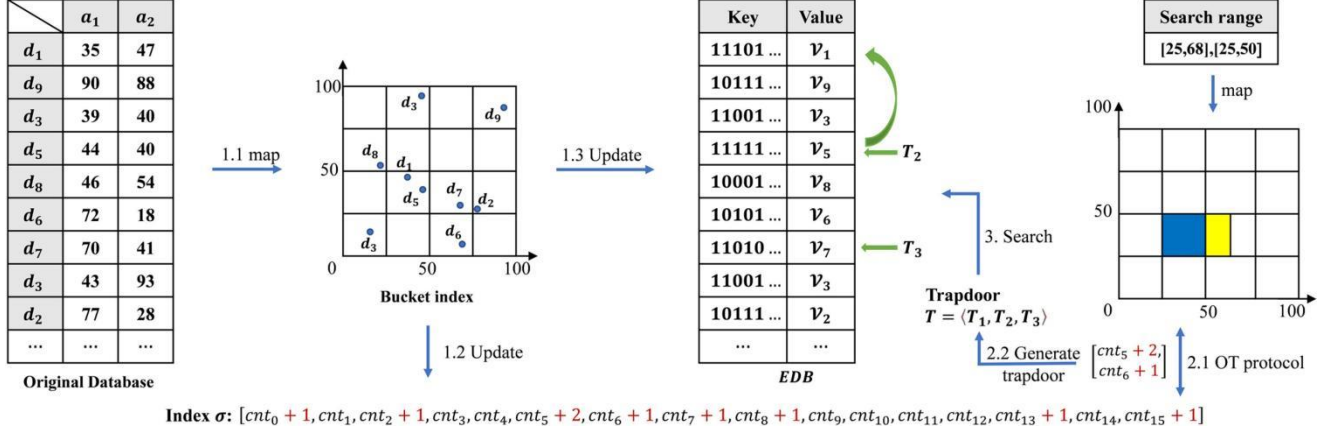 a₁ a₂
d₁ 35 47
d₉ 90 88
d₃ 39 40
d₅ 44 40
d₈ 46 54
d₆ 72 18
d₇ 70 41
d₃ 43 93
d₂ 77 28
... ... ...
Original Database
1.1 map
100
50
0
50
100
d₃
d₉
d₈
d₁
d₅
d₇
d₂
d₆
d₃
Bucket index
1.2 Update
1.3 Update
Key Value
11101 ... 𝒱₁
10111 ... 𝒱₉
11001 ... 𝒱₃
11111 ... 𝒱₅
10001 ... 𝒱₈
10101 ... 𝒱₆
11010 ... 𝒱₇
11001 ... 𝒱₃
10111 ... 𝒱₂
... ...
EDB
T₂
T₃
3. Search
Trapdoor
T = ⟨T₁, T₂, T₃⟩
2.2 Generate
trapdoor
Search range
[25,68],[25,50]
map
100
50
0
50
100
[cnt₅ + 2,
cnt₆ + 1]
2.1 OT protocol
Index σ: [cnt₀ + 1, cnt₁, cnt₂ + 1, cnt₃, cnt₄, cnt₅ + 2, cnt₆ + 1, cnt₇ + 1, cnt₈ + 1, cnt₉, cnt₁₀, cnt₁₁, cnt₁₂, cnt₁₃ + 1, cnt₁₄, cnt₁₅ + 1]